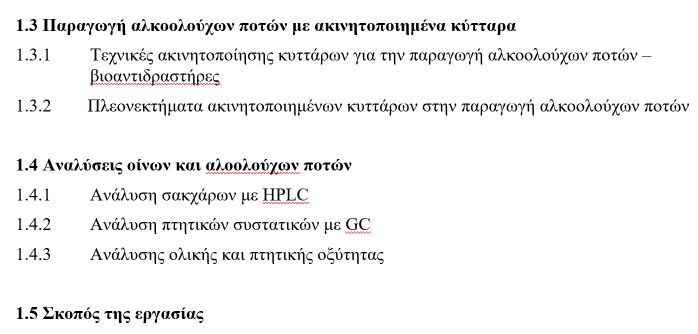 1.3 Παραγωγή αλκοολούχων ποτών με ακινητοποιημένα κύτταρα
1.3.1 Τεχνικές ακινητοποίησης κυττάρων για την παραγωγή αλκοολούχων ποτών –
βιοαντιδραστήρες
1.3.2 Πλεονεκτήματα ακινητοποιημένων κυττάρων στην παραγωγή αλκοολούχων ποτών
1.4 Αναλύσεις οίνων και αλοολούχων ποτών
1.4.1 Ανάλυση σακχάρων με HPLC
1.4.2 Ανάλυση πτητικών συστατικών με GC
1.4.3 Ανάλυσης ολικής και πτητικής οξύτητας
1.5 Σκοπός της εργασίας